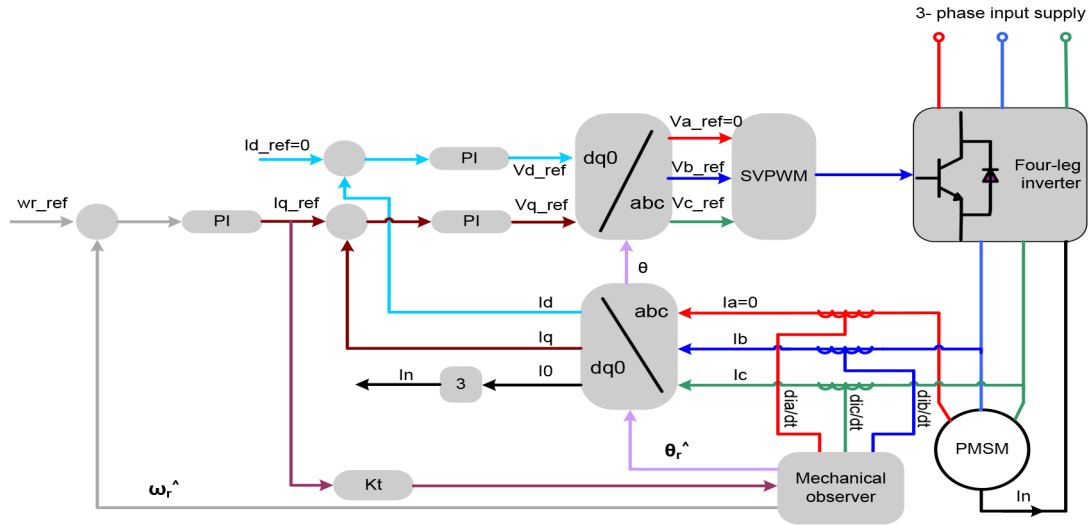 3- phase input supply
Id_ref=0
PI
Vd_ref
dq0
abc
Va_ref=0
Vb_ref
Vc_ref
SVPWM
Four-leg
inverter
wr_ref
PI
Iq_ref
PI
Vq_ref
θ
Id
Iq
I0
In
3
abc
dq0
Ia=0
Ib
Ic
dia/dt
dic/dt
dib/dt
PMSM
In
θr^
Kt
Mechanical
observer
ωr^